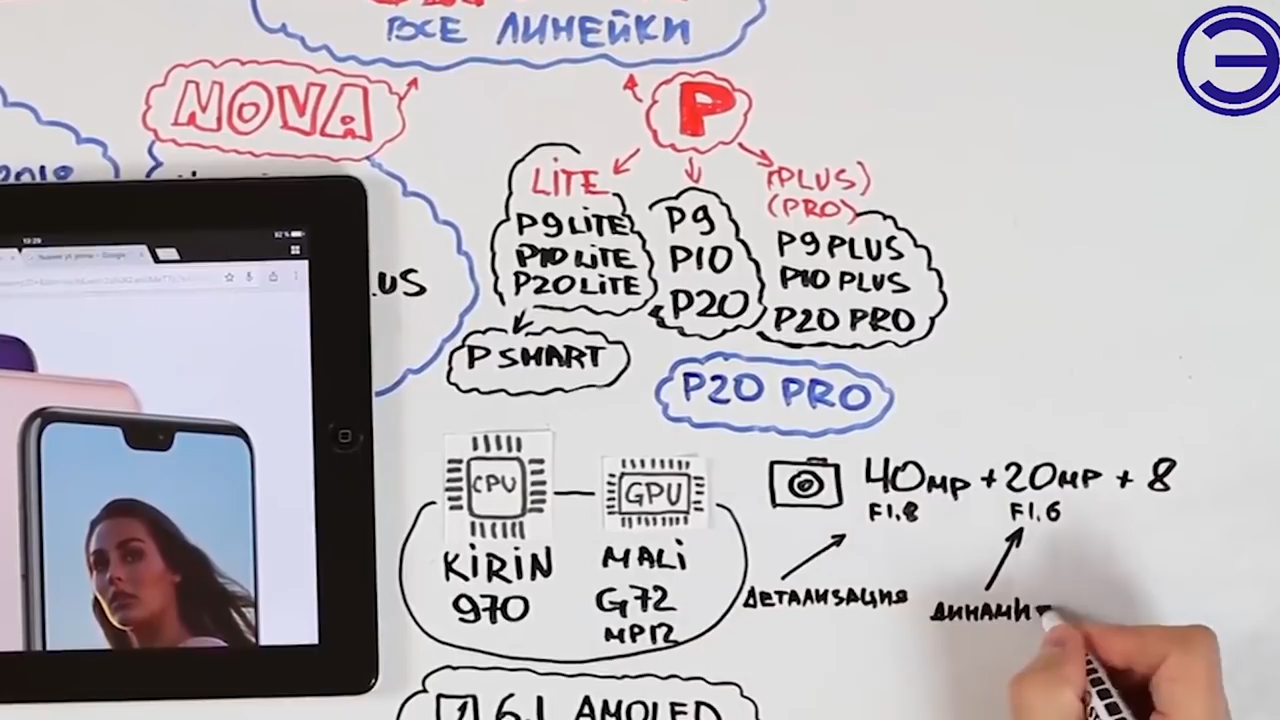 ВСЕ ЛИНЕЙКИ
Э
NOVA
P
LITE
P9 LITE
P10 LITE
P20 LITE
P9
P10
P20
(PLUS)
(PRO)
P9 PLUS
P10 PLUS
P20 PRO
P SMART
P20 PRO
CPU
GPU
KIRIN
970
MALI
G72
MP12
40MP + 20MP + 8
F1.8
F1.6
ДЕТАЛИЗАЦИЯ
6.1 AMOLED